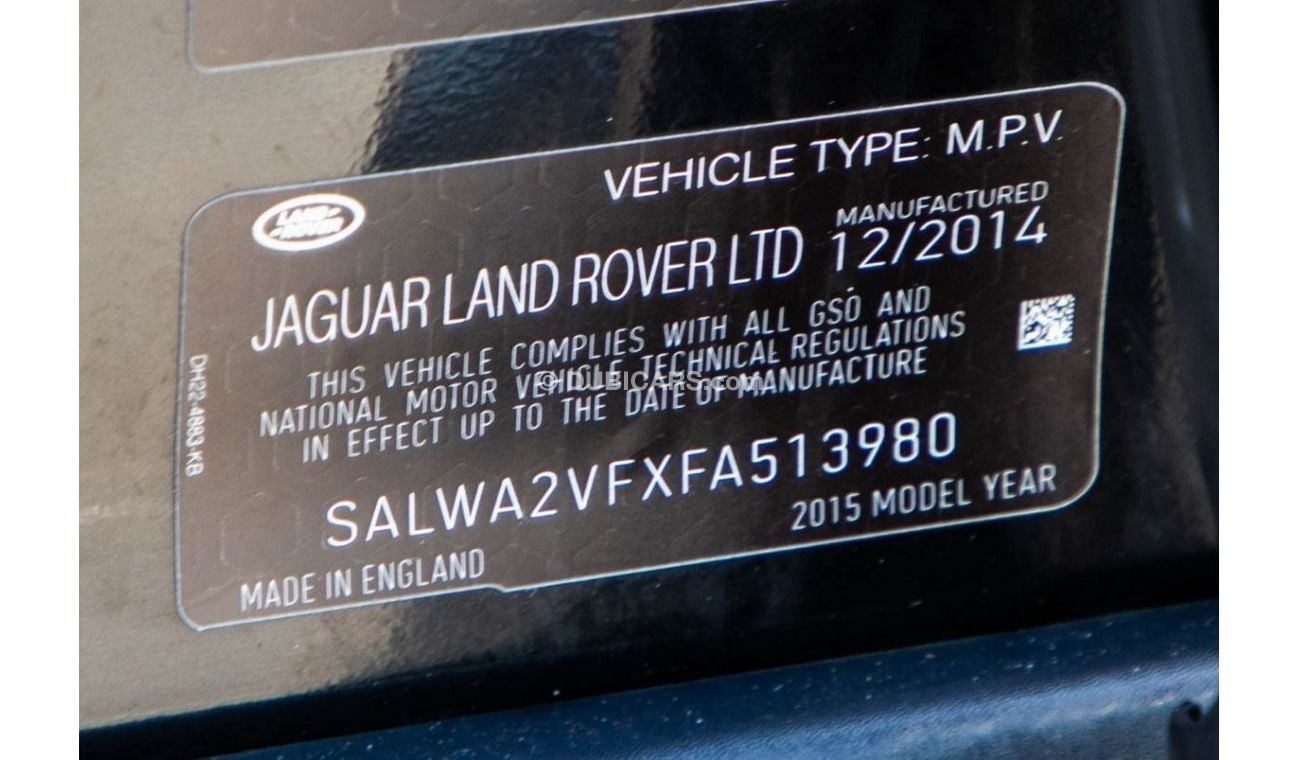 VEHICLE TYPE: M.P.V.
LAND ROVER
MANUFACTURED
JAGUAR LAND ROVER LTD 12/2014
THIS VEHICLE COMPLIES WITH ALL GSO AND
NATIONAL MOTOR VEHICLE TECHNICAL REGULATIONS
IN EFFECT UP TO THE DATE OF MANUFACTURE
© DUBICARS.com
DH22-4883-KB
SALWA2VFXFA513980
2015 MODEL YEAR
MADE IN ENGLAND